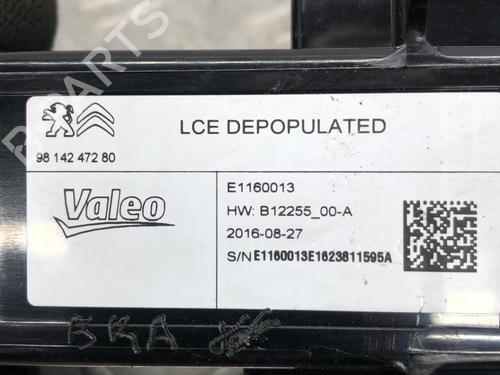 LCE DEPOPULATED
98 142 472 80
Valeo
E1160013
HW: B12255_00-A
2016-08-27
S/N E1160013E1623811595A